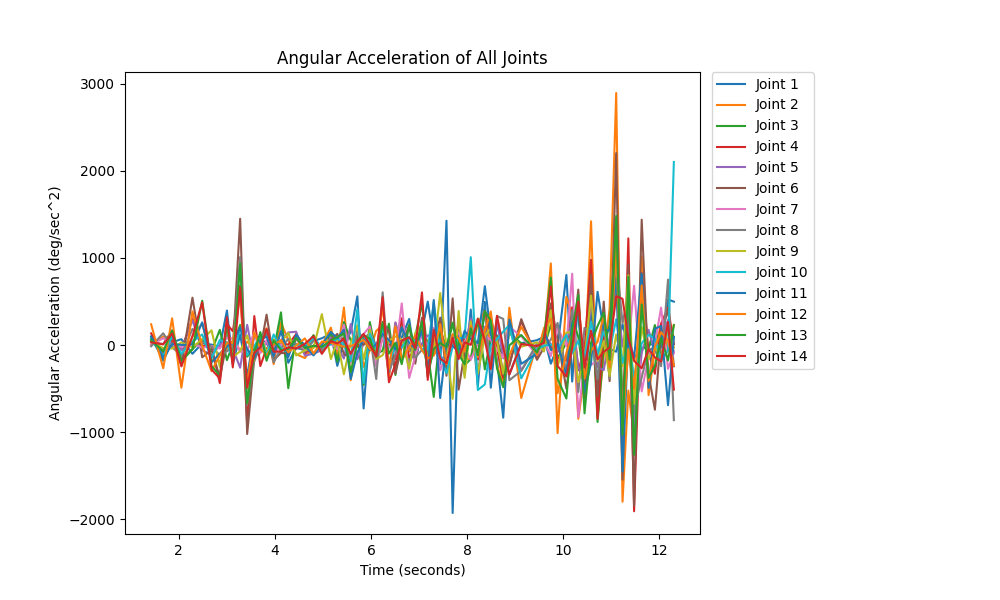 Angular Acceleration of All Joints
Angular Acceleration (deg/sec^2)
3000
2000
1000
0
−1000
−2000
2
4
6
8
10
12
Time (seconds)
Joint 1
Joint 2
Joint 3
Joint 4
Joint 5
Joint 6
Joint 7
Joint 8
Joint 9
Joint 10
Joint 11
Joint 12
Joint 13
Joint 14